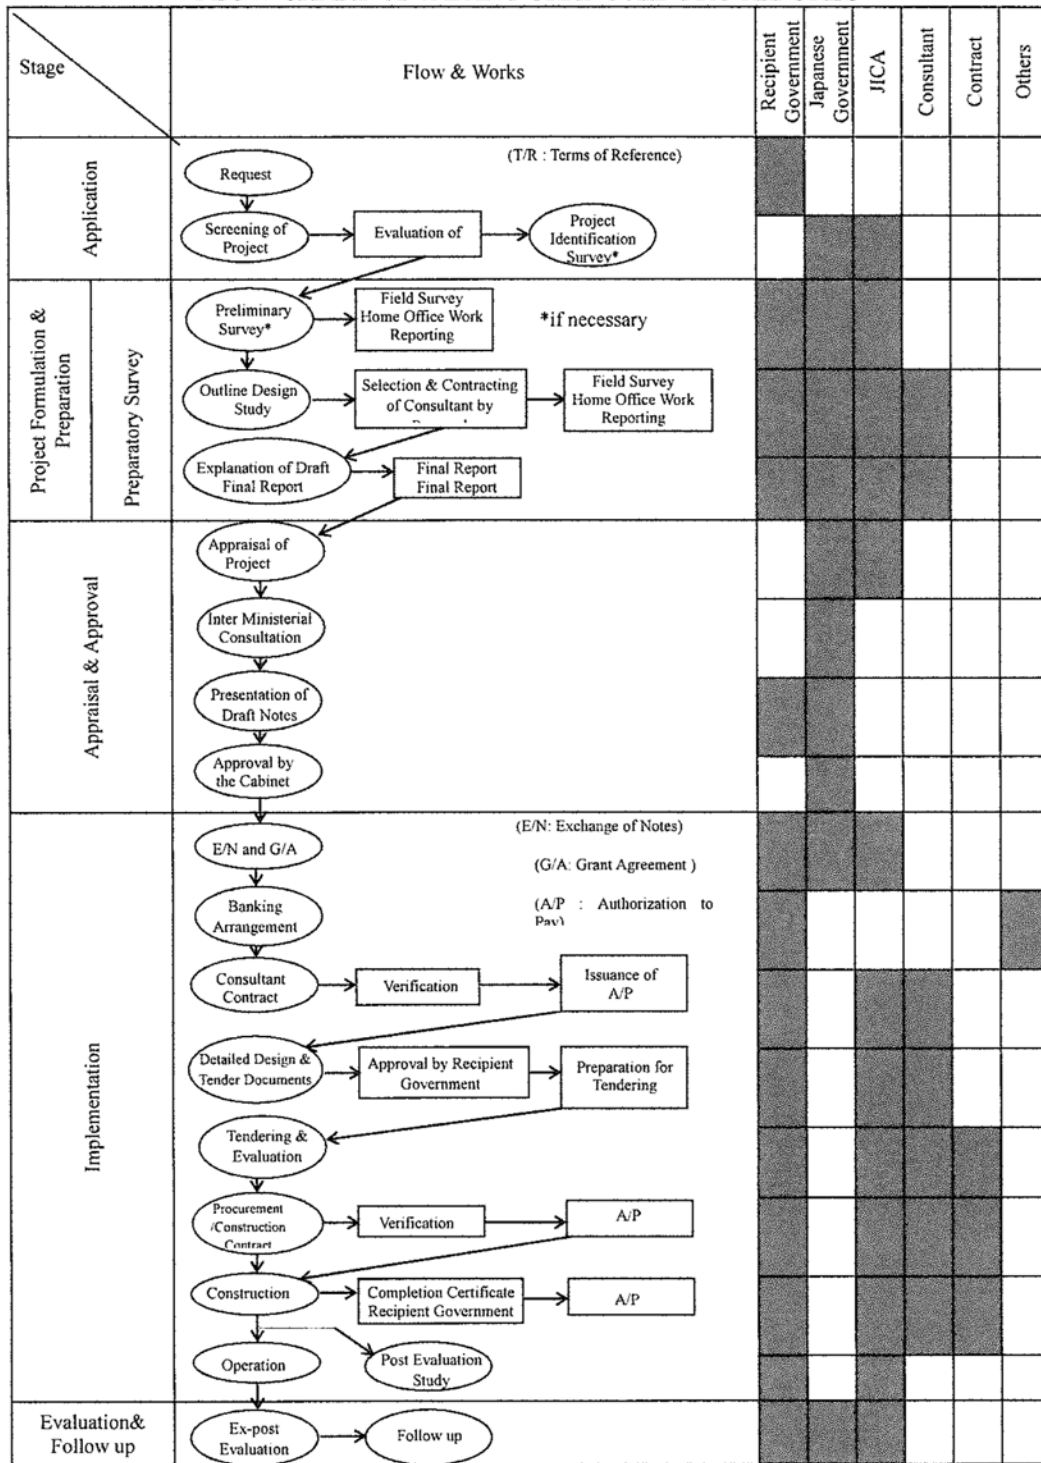 Stage
Flow & Works
Recipient
Government
Japanese
Government
JICA
Consultant
Contract
Others
Application
(T/R : Terms of Reference)
Request
Screening of
Project
Evaluation of
Project
Identification
Survey*
Project Formulation &
Preparation
Preparatory Survey
Preliminary
Survey*
Field Survey
Home Office Work
Reporting
*if necessary
Outline Design
Study
Selection & Contracting
of Consultant by
Field Survey
Home Office Work
Reporting
Explanation of Draft
Final Report
Final Report
Final Report
Appraisal & Approval
Appraisal of
Project
Inter Ministerial
Consultation
Presentation of
Draft Notes
Approval by
the Cabinet
Implementation
(E/N: Exchange of Notes)
E/N and G/A
(G/A: Grant Agreement )
(A/P : Authorization to
Pay)
Banking
Arrangement
Consultant
Contract
Verification
Issuance of
A/P
Detailed Design &
Tender Documents
Approval by Recipient
Government
Preparation for
Tendering
Tendering &
Evaluation
Procurement
/Construction
Contract
Verification
A/P
Construction
Completion Certificate
Recipient Government
A/P
Operation
Post Evaluation
Study
Evaluation&
Follow up
Ex-post
Evaluation
Follow up